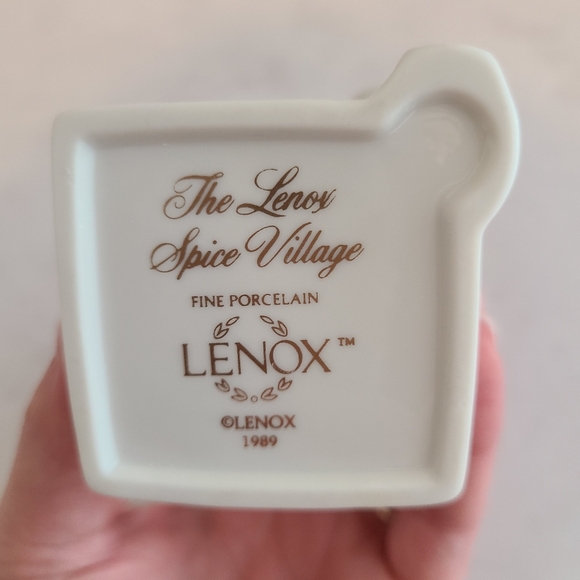 The Lenox
Spice Village
FINE PORCELAIN
LENOX™
©LENOX
1989